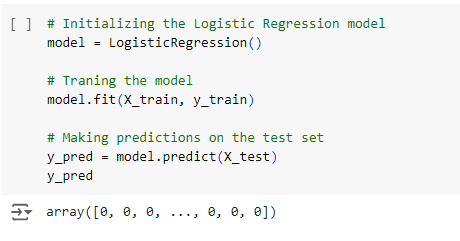 [ ] # Initializing the Logistic Regression model
model = LogisticRegression()
# Traning the model
model.fit(X_train, y_train)
# Making predictions on the test set
y_pred = model.predict(X_test)
y_pred
array([0, 0, 0, ..., 0, 0, 0])